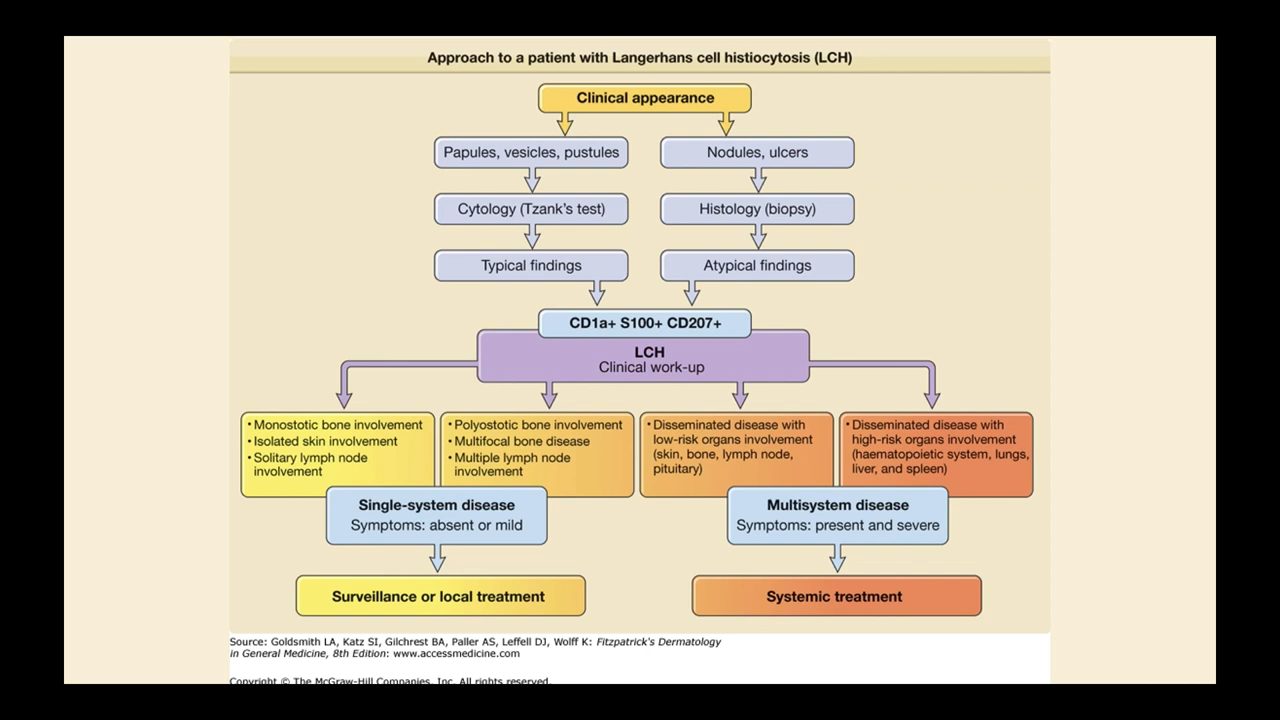 Approach to a patient with Langerhans cell histiocytosis (LCH)
Clinical appearance
Papules, vesicles, pustules
Nodules, ulcers
Cytology (Tzank's test)
Histology (biopsy)
Typical findings
Atypical findings
CD1a+ S100+ CD207+
LCH
Clinical work-up
• Monostotic bone involvement
• Isolated skin involvement
• Solitary lymph node
involvement
• Polyostotic bone involvement
• Multifocal bone disease
• Multiple lymph node
involvement
• Disseminated disease with
low-risk organs involvement
(skin, bone, lymph node,
pituitary)
• Disseminated disease with
high-risk organs involvement
(haematopoietic system, lungs,
liver, and spleen)
Single-system disease
Symptoms: absent or mild
Multisystem disease
Symptoms: present and severe
Surveillance or local treatment
Systemic treatment
Source: Goldsmith LA, Katz SI, Gilchrest BA, Paller AS, Leffell DJ, Wolff K: Fitzpatrick's Dermatology
in General Medicine, 8th Edition: www.accessmedicine.com
Copyright © The McGraw-Hill Companies, Inc. All rights reserved.